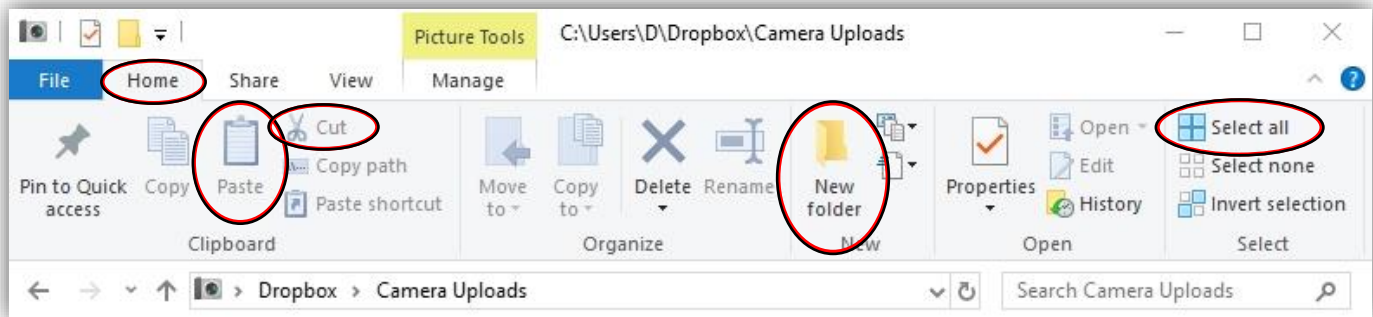 Picture Tools C:\Users\D\Dropbox\Camera Uploads
File Home Share View Manage
Pin to Quick access
Copy
Paste
Cut
Copy path
Paste shortcut
Clipboard
Move to
Copy to
Delete
Rename
Organize
New folder
New
Properties
Open
Edit
History
Open
Select all
Select none
Invert selection
Select
Dropbox > Camera Uploads
Search Camera Uploads